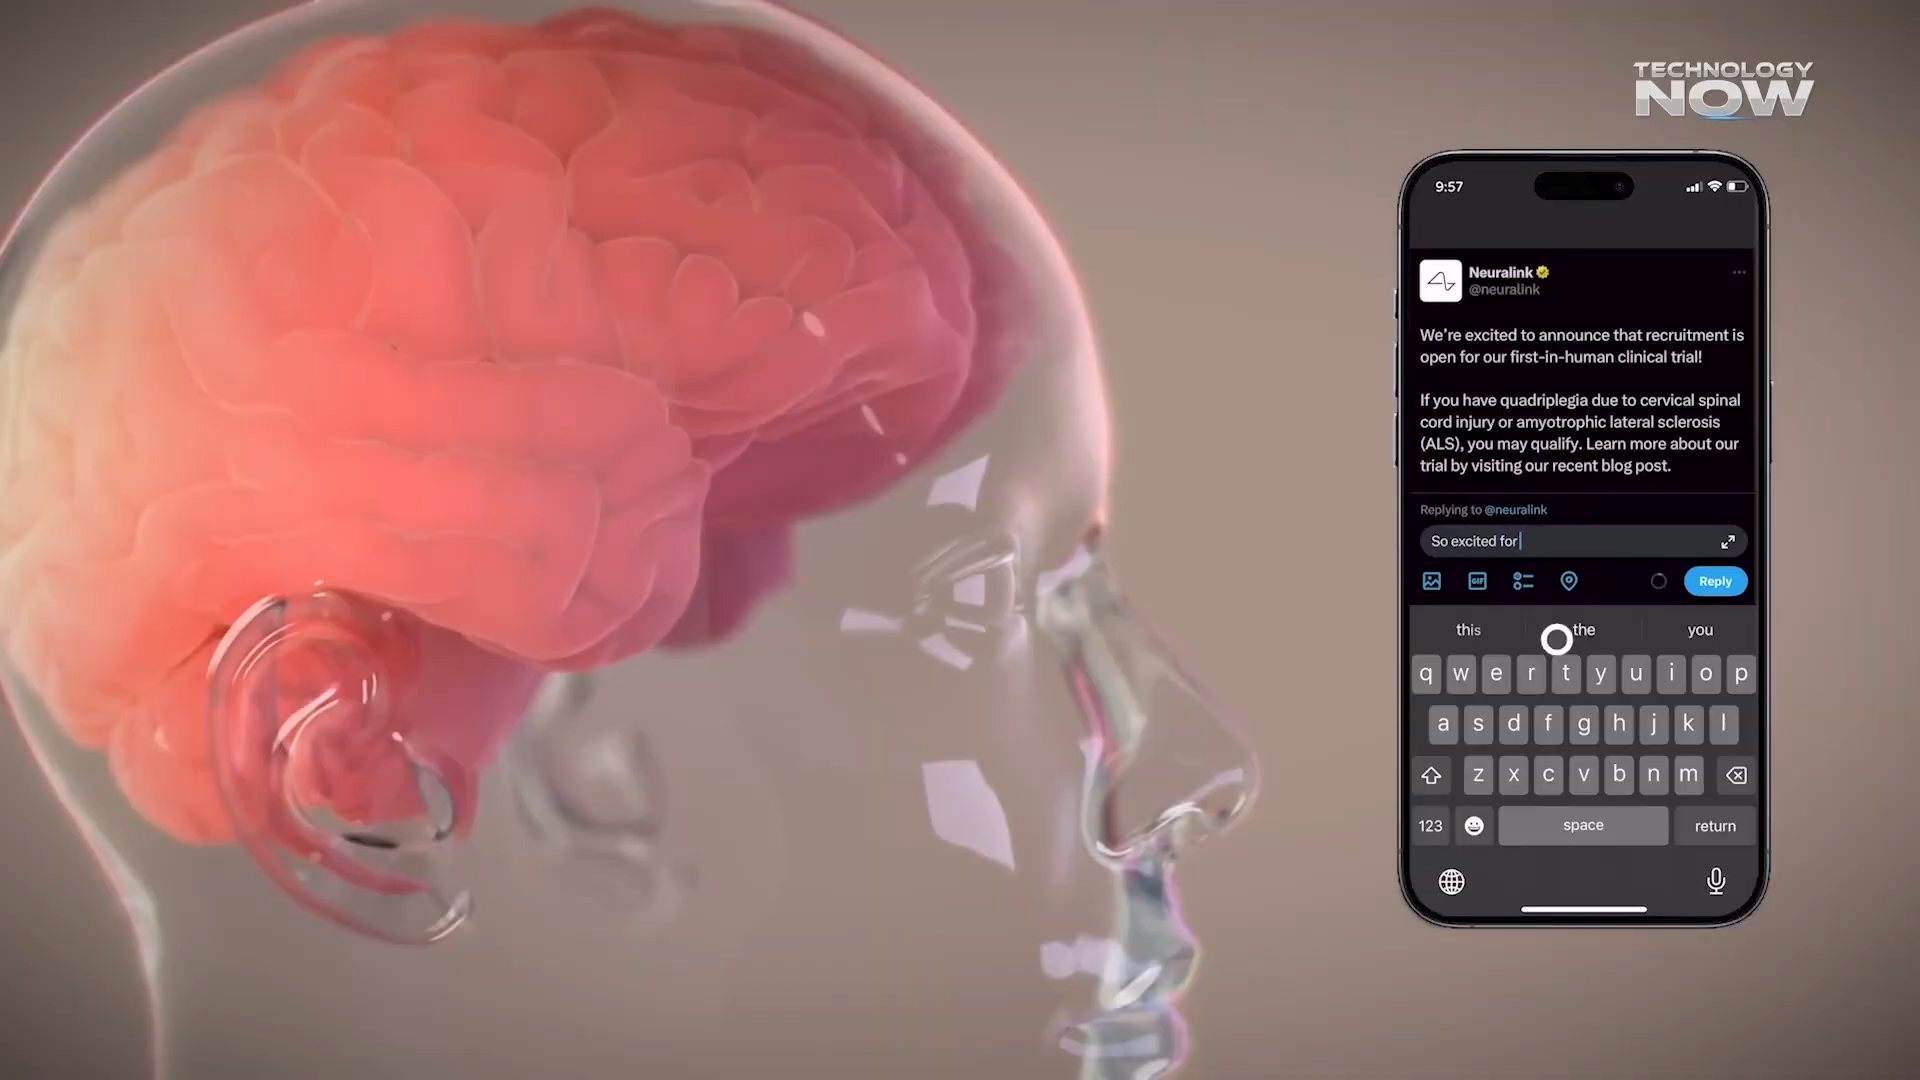 TECHNOLOGY
NOW
9:57
Neuralink
@neuralink
We're excited to announce that recruitment is
open for our first-in-human clinical trial!
If you have quadriplegia due to cervical spinal
cord injury or amyotrophic lateral sclerosis
(ALS), you may qualify. Learn more about our
trial by visiting our recent blog post.
Replying to @neuralink
So excited for
GIF
Reply
this the you
q w e r t y u i o p
a s d f g h j k l
z x c v b n m
123 space return